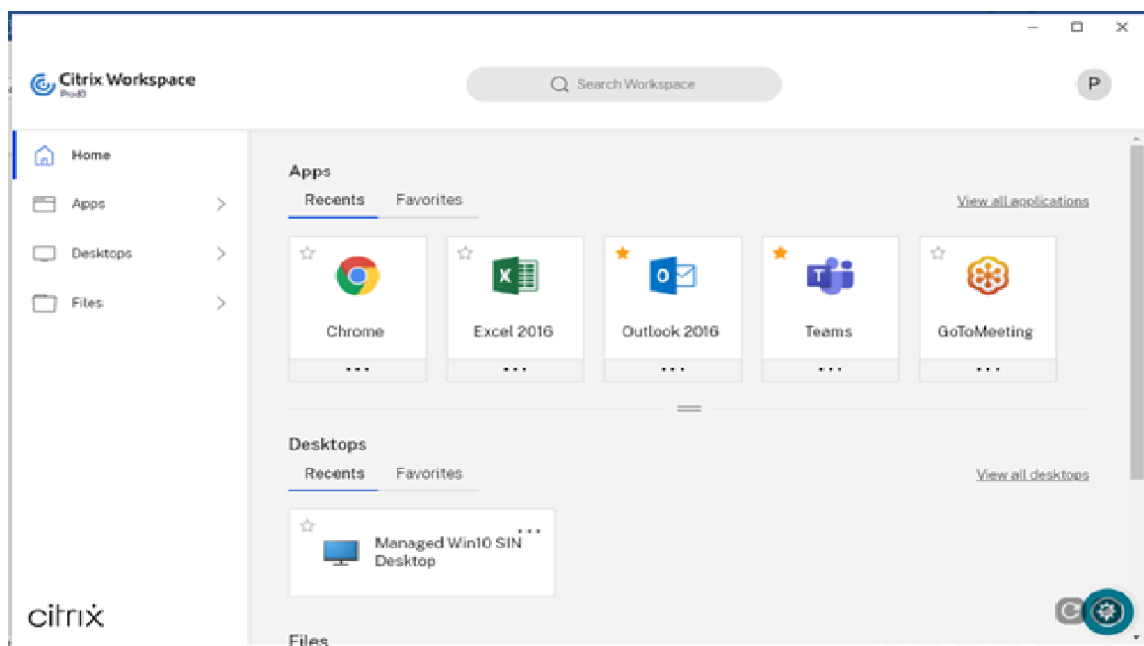 Citrix Workspace
Search Workspace
P
Home
Apps
Desktops
Files
Apps
Recents Favorites View all applications
Chrome Excel 2016 Outlook 2016 Teams GoToMeeting
Desktops
Recents Favorites View all desktops
Managed Win10 SIN
Desktop
citrix
Files